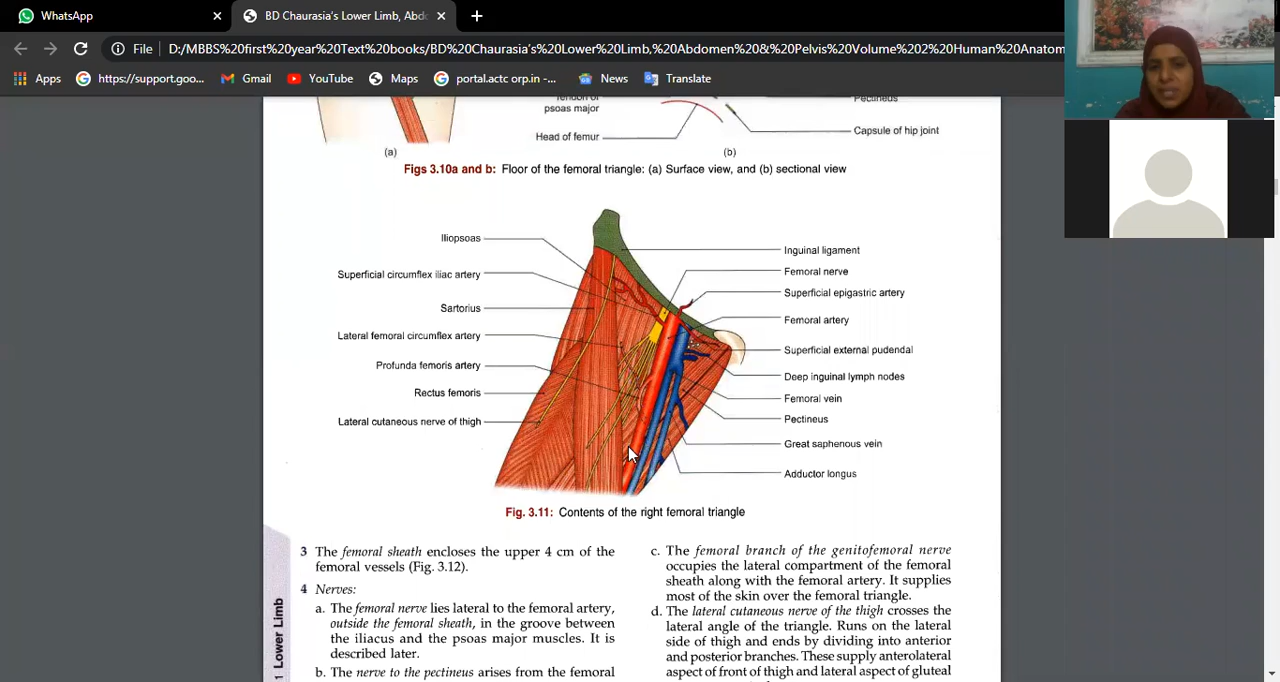 WhatsApp
BD Chaurasia's Lower Limb, Abdo
File
D:/MBBS%20first%20year%20Text%20books/BD%20Chaurasia's%20Lower%20Limb,%20Abdomen%20&%20Pelvis%20Volume%202%20Human%20Anatom
Apps
https://support.goo...
Gmail
YouTube
Maps
portal.actc orp.in -...
News
Translate
Tendon of
psoas major
Head of femur
Pectineus
Capsule of hip joint
(a)
(b)
Figs 3.10a and b: Floor of the femoral triangle: (a) Surface view, and (b) sectional view
Iliopsoas
Superficial circumflex iliac artery
Sartorius
Lateral femoral circumflex artery
Profunda femoris artery
Rectus femoris
Lateral cutaneous nerve of thigh
Inguinal ligament
Femoral nerve
Superficial epigastric artery
Femoral artery
Superficial external pudendal
Deep inguinal lymph nodes
Femoral vein
Pectineus
Great saphenous vein
Adductor longus
Fig. 3.11: Contents of the right femoral triangle
3 The femoral sheath encloses the upper 4 cm of the
femoral vessels (Fig. 3.12).
4 Nerves:
a. The femoral nerve lies lateral to the femoral artery,
outside the femoral sheath, in the groove between
the iliacus and the psoas major muscles. It is
described later.
b. The nerve to the pectineus arises from the femoral
c. The femoral branch of the genitofemoral nerve
occupies the lateral compartment of the femoral
sheath along with the femoral artery. It supplies
most of the skin over the femoral triangle.
d. The lateral cutaneous nerve of the thigh crosses the
lateral angle of the triangle. Runs on the lateral
side of thigh and ends by dividing into anterior
and posterior branches. These supply anterolateral
aspect of front of thigh and lateral aspect of gluteal
1 Lower Limb